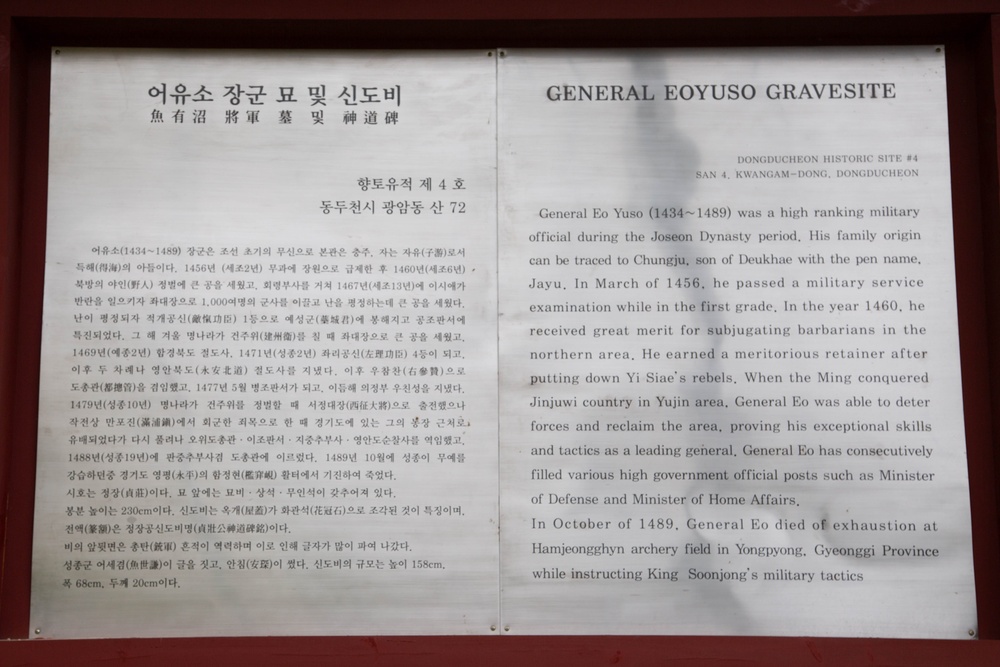 어유소 장군 묘 및 신도비
魚有沼 將軍 墓 및 神道碑
향토유적 제 4 호
동두천시 광암동 산 72
어유소(1434~1489) 장군은 조선 초기의 무신으로 본관은 충주, 자는 자유(子游)로서
득해(得海)의 아들이다. 1456년 (세조2년) 무과에 장원으로 급제한 후 1460년(세조6년)
북방의 야인(野人) 정벌에 큰 공을 세웠고, 회령부사를 거쳐 1467년(세조13년)에 이시애가
반란을 일으키자 좌대장으로 1,000여명의 군사를 이끌고 난을 평정하는데 큰 공을 세웠다.
난이 평정되자 적개공신(敵愾功臣) 1등으로 예성군(蘂城君)에 봉해지고 공조판서에
특진되었다. 그 해 겨울 명나라가 건주위(建州衛)를 칠 때 좌대장으로 큰 공을 세웠고,
1469년(예종2년) 함경북도 절도사, 1471년(성종2년) 좌리공신(左理功臣) 4등이 되고,
이후 두 차례나 영안북도(永安北道) 절도사를 지냈다. 이후 우참찬(右參贊)으로
도총관(都摠管)을 겸임했고, 1477년 5월 병조판서가 되고, 이듬해 의정부 우찬성을 지냈다.
1479년(성종10년) 명나라가 건주위를 정벌할 때 서정대장(西征大將)으로 출전했으나
작전상 만포진(滿浦鎭)에서 회군한 죄목으로 한 때 경기도에 있는 그의 농장 근처로
유배되었다가 다시 풀려나 오위도총관·이조판서·지중추부사·영안도순찰사를 역임했고,
1488년(성종19년)에 판중추부사겸 도총관에 이르렀다. 1489년 10월에 성종이 무예를
강습하던중 경기도 영평(永平)의 함정현(檻穽峴) 활터에서 기진하여 죽었다.
시호는 정장(貞莊)이다. 묘 앞에는 묘비·상석·무인석이 갖추어져 있다.
봉분 높이는 230cm이다. 신도비는 옥개(屋蓋)가 화관석(花冠石)으로 조각된 것이 특징이며,
전액(篆額)은 정장공신도비명(貞壯公神道碑銘)이다.
비의 앞뒷면은 총탄(銃軍) 흔적이 역력하며 이로 인해 글자가 많이 파여 나갔다.
성종군 어세겸(魚世謙)이 글을 짓고, 안침(安琛)이 썼다. 신도비의 규모는 높이 158cm,
폭 68cm, 두께 20cm이다.
GENERAL EOYUSO GRAVESITE
DONGDUCHEON HISTORIC SITE #4
SAN 4, KWANGAM-DONG, DONGDUCHEON
General Eo Yuso (1434~1489) was a high ranking military
official during the Joseon Dynasty period. His family origin
can be traced to Chungju, son of Deukhae with the pen name,
Jayu. In March of 1456, he passed a military service
examination while in the first grade. In the year 1460, he
received great merit for subjugating barbarians in the
northern area. He earned a meritorious retainer after
putting down Yi Siae's rebels. When the Ming conquered
Jinjuwi country in Yujin area, General Eo was able to deter
forces and reclaim the area, proving his exceptional skills
and tactics as a leading general. General Eo has consecutively
filled various high government official posts such as Minister
of Defense and Minister of Home Affairs.
In October of 1489, General Eo died of exhaustion at
Hamjeongghyn archery field in Yongpyong, Gyeonggi Province
while instructing King Soonjong's military tactics